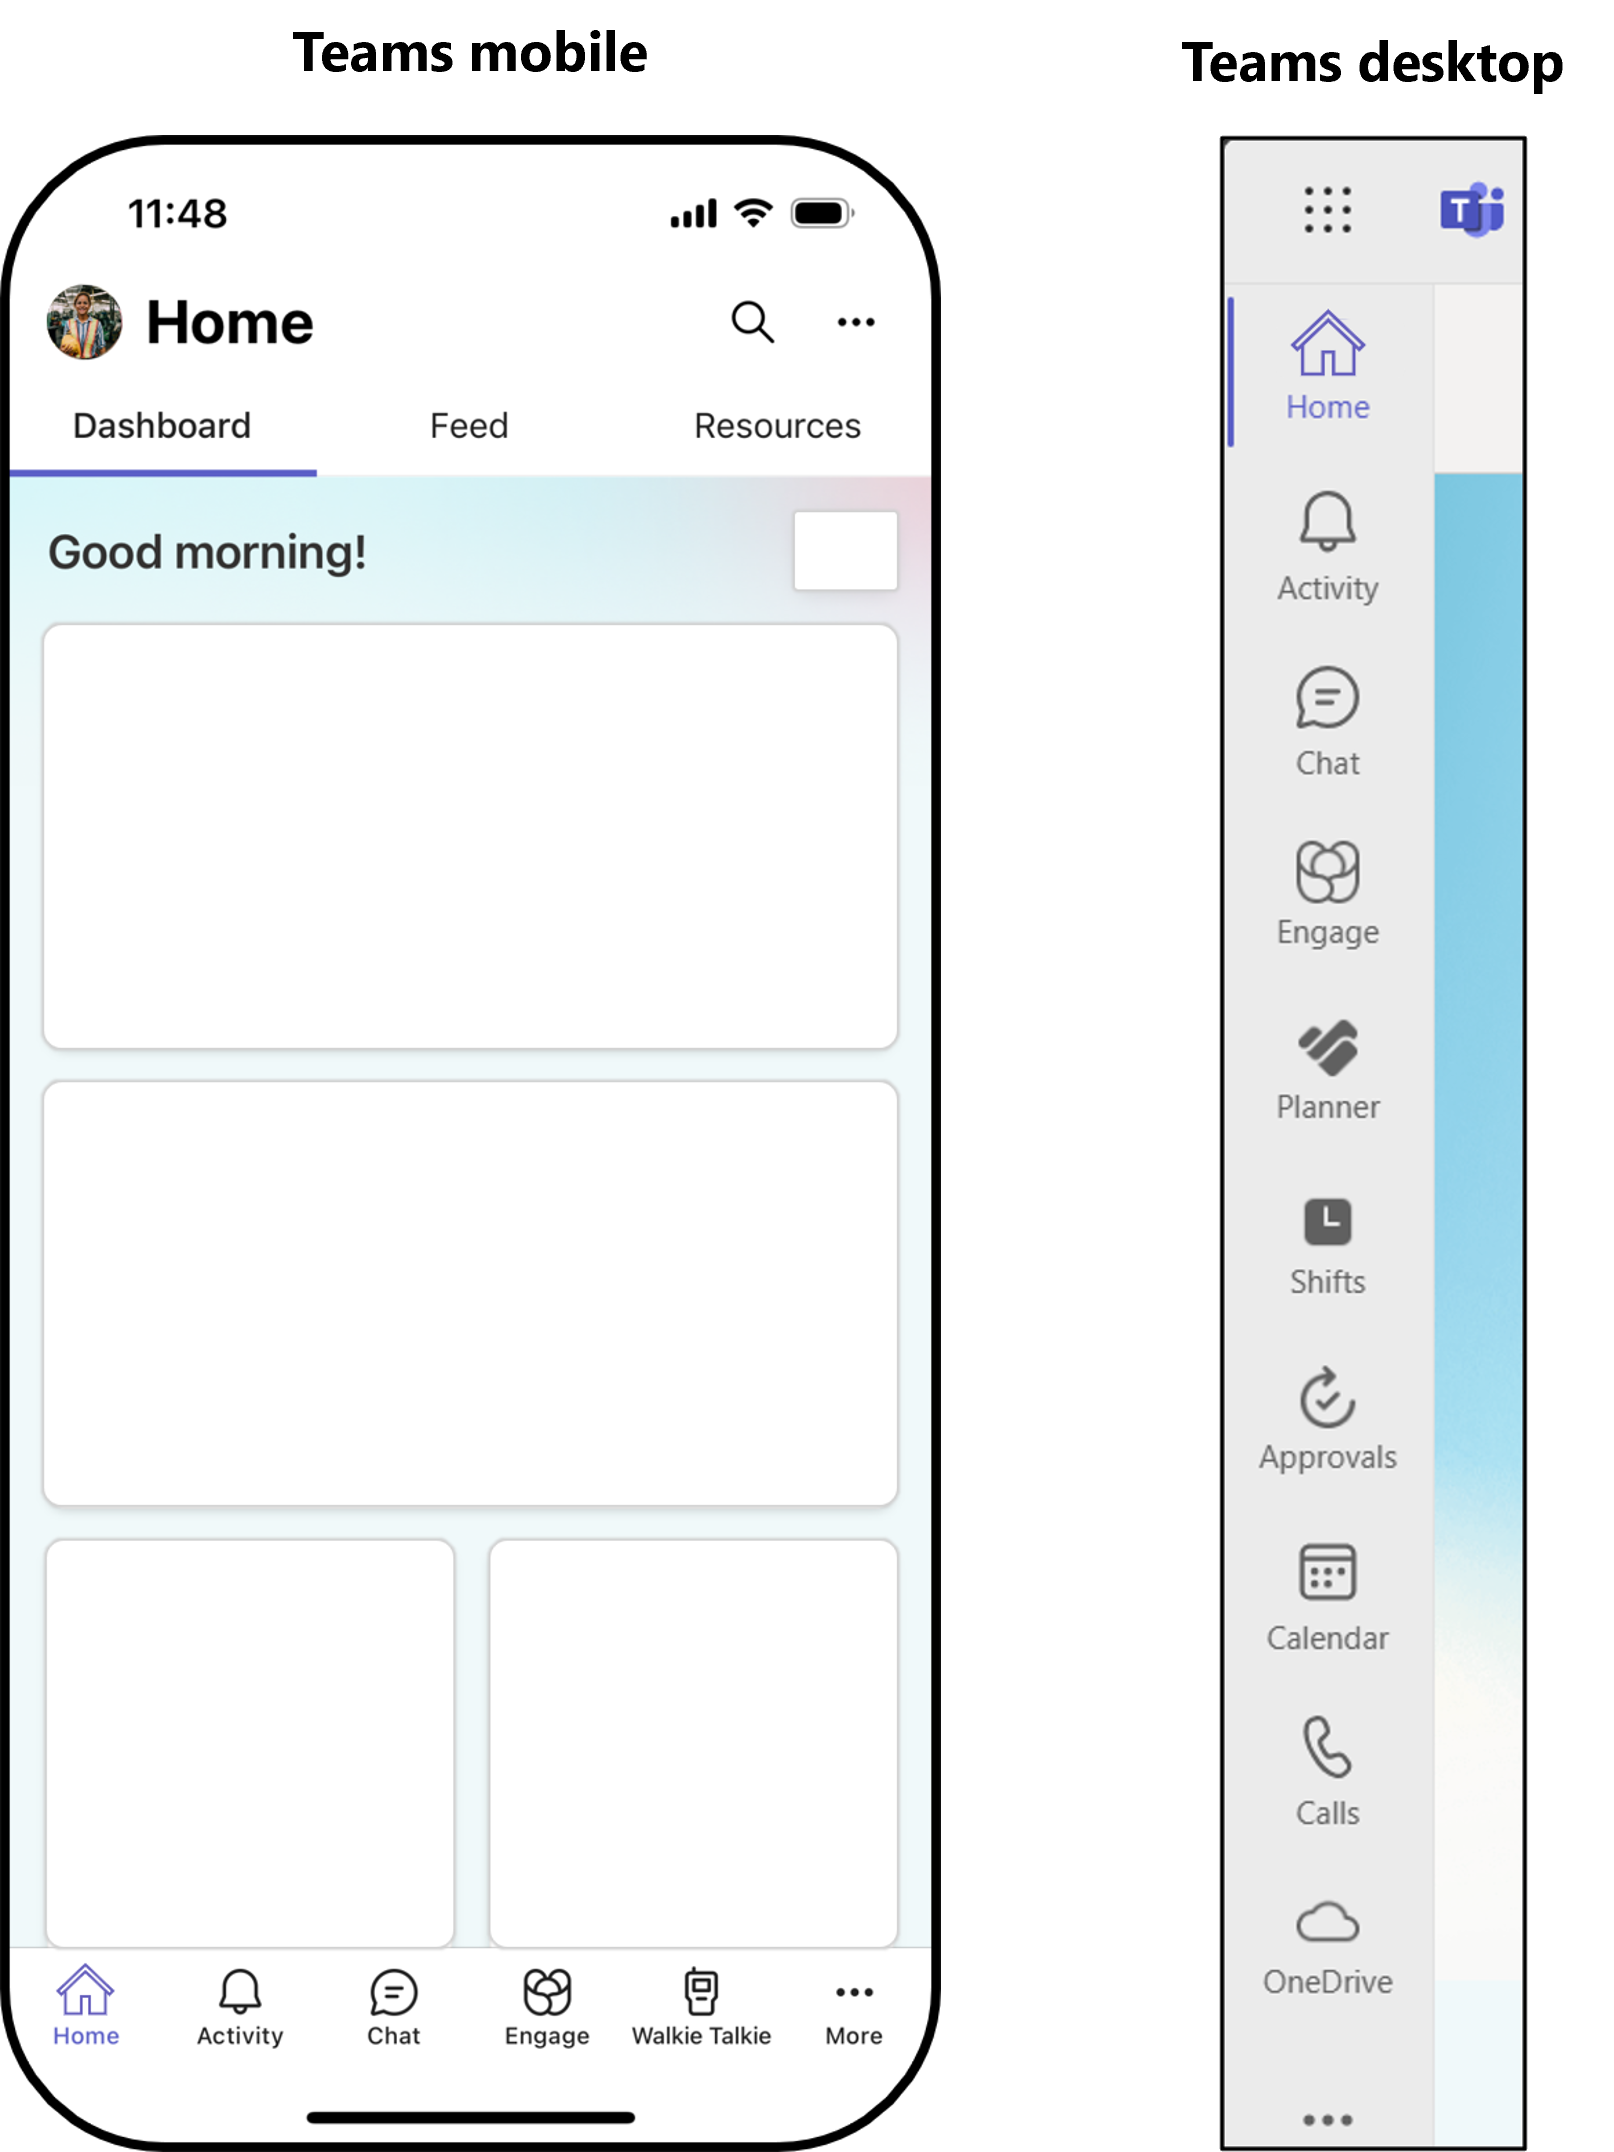 Teams mobile
Teams desktop
11:48
Home
Dashboard
Feed
Resources
Good morning!
Home
Activity
Chat
Engage
Walkie Talkie
More
T
Home
Activity
Chat
Engage
Planner
Shifts
Approvals
Calendar
Calls
OneDrive